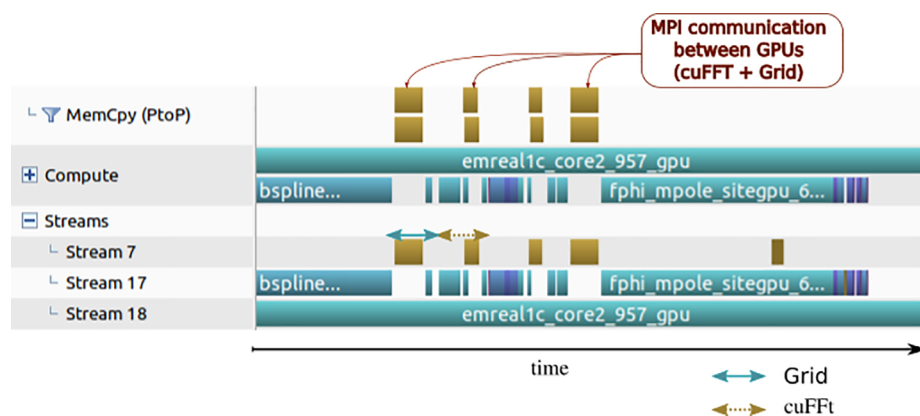 MPI communication
between GPUs
(cuFFT + Grid)
MemCpy (PtoP)
emreal1c_core2_957_gpu
Compute
bspline...
fphi_mpole_sitegpu_6...
Streams
Stream 7
Stream 17
bspline...
fphi_mpole_sitegpu_6...
Stream 18
emreal1c_core2_957_gpu
time
Grid
cuFFt